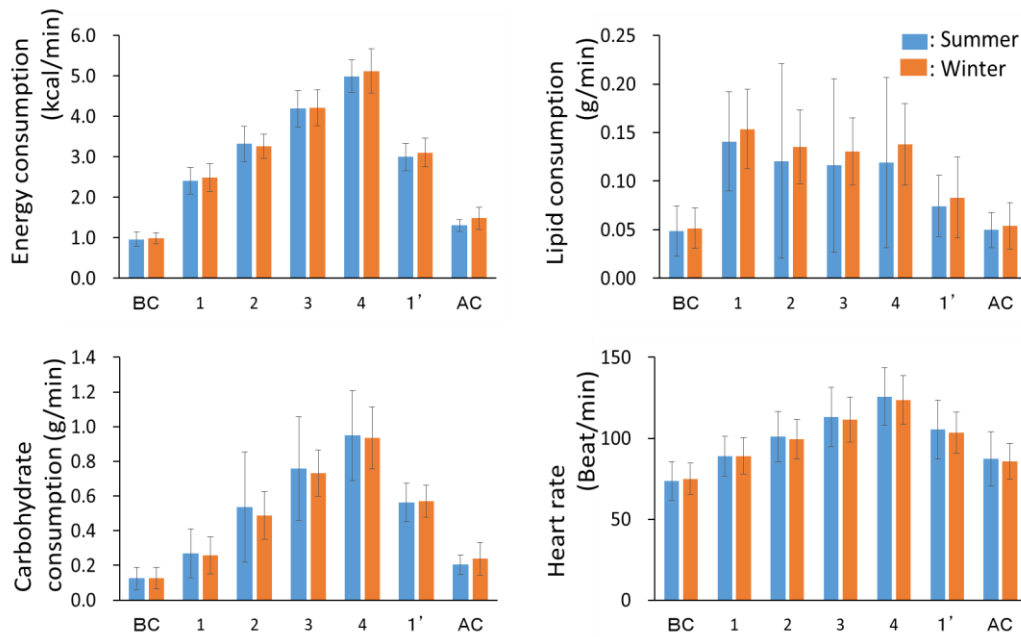 Energy consumption
(kcal/min)
6.0
5.0
4.0
3.0
2.0
1.0
0.0
BC 1 2 3 4 1’ AC
Lipid consumption
(g/min)
0.25
0.20
0.15
0.10
0.05
0.00
: Summer
: Winter
BC 1 2 3 4 1’ AC
Carbohydrate
consumption (g/min)
1.4
1.2
1.0
0.8
0.6
0.4
0.2
0.0
BC 1 2 3 4 1’ AC
Heart rate
(Beat/min)
150
100
50
0
BC 1 2 3 4 1’ AC